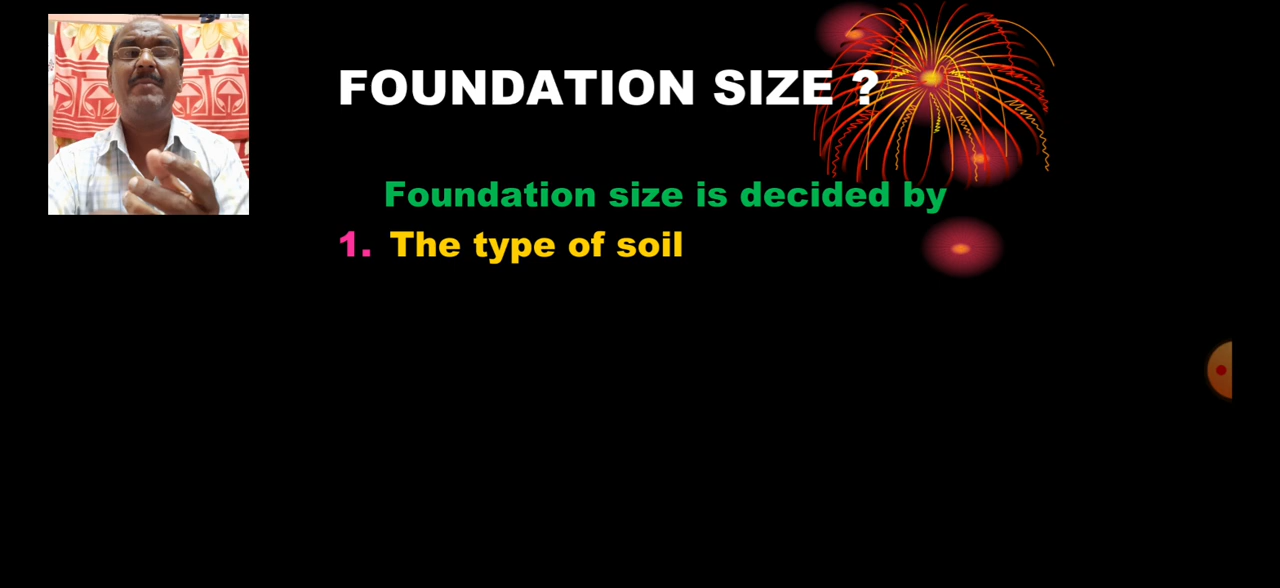 FOUNDATION SIZE ?
Foundation size is decided by
1. The type of soil